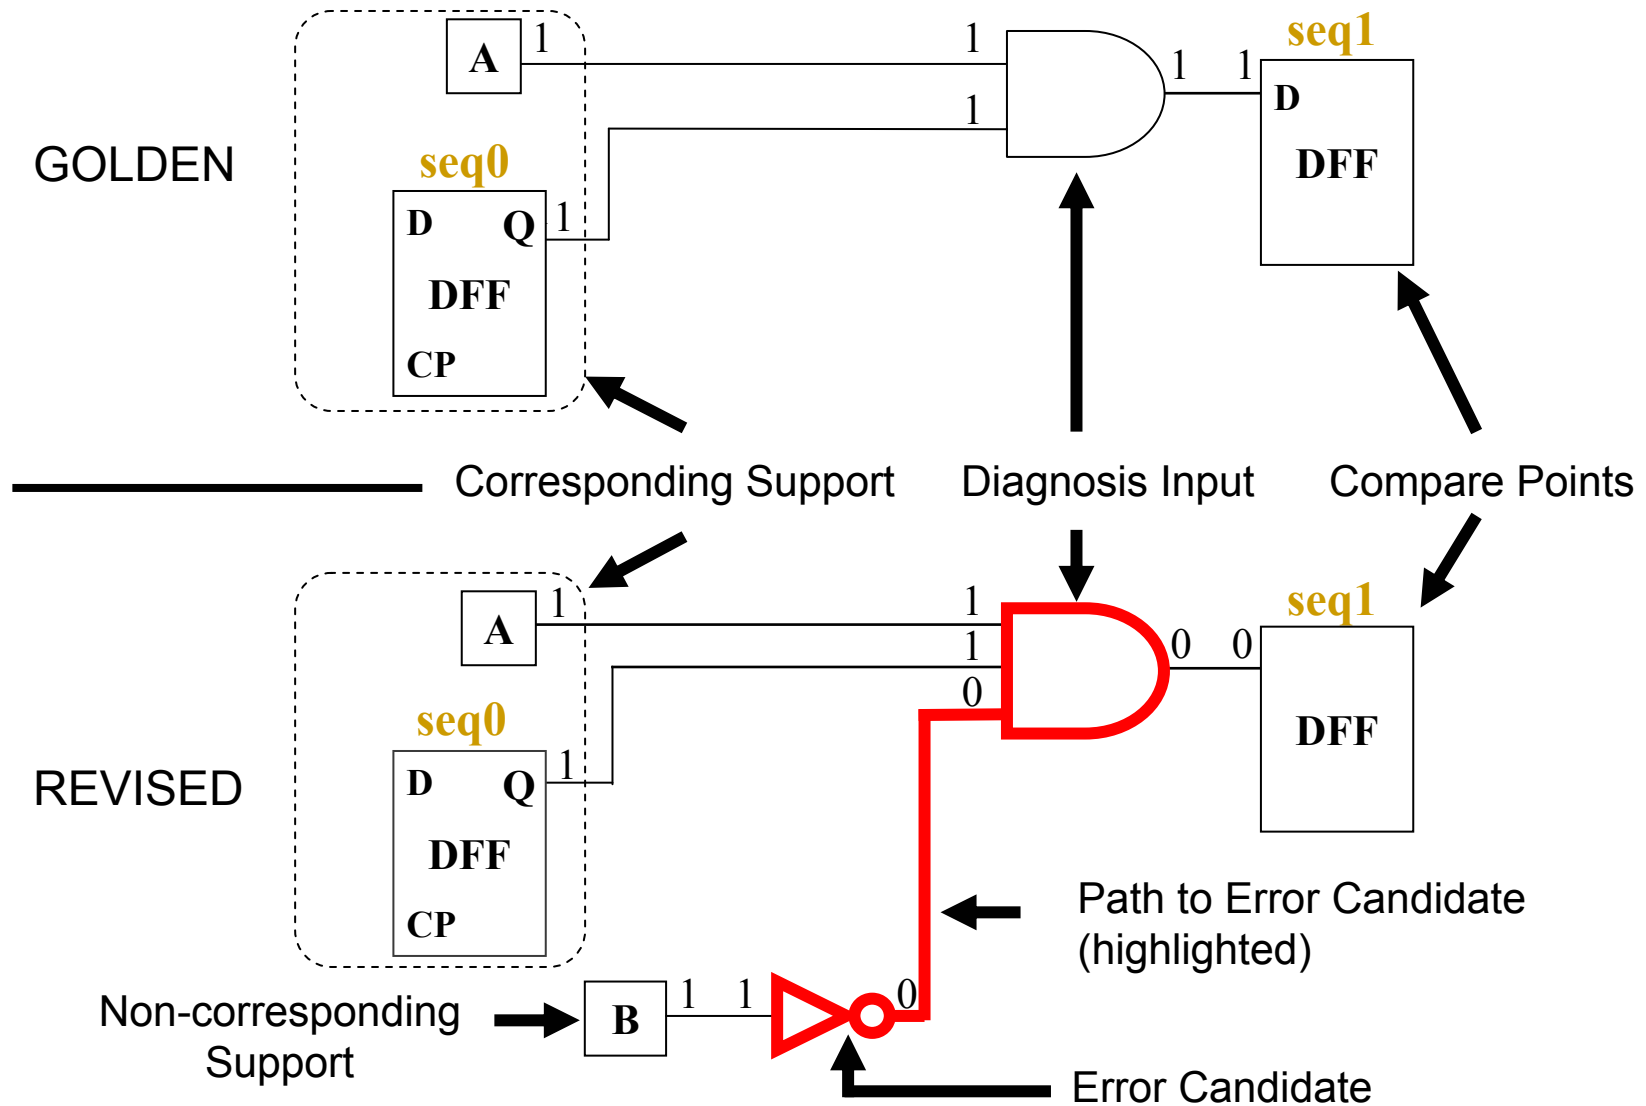 A 1 1 seq1
1 1 D
1
GOLDEN seq0 DFF
D Q 1
DFF
CP
Corresponding Support Diagnosis Input Compare Points
A 1 1 seq1
1 0 0
0
seq0 DFF
REVISED D Q 1
DFF
CP
Path to Error Candidate
(highlighted)
Non-corresponding
Support
B 1 1 0
Error Candidate